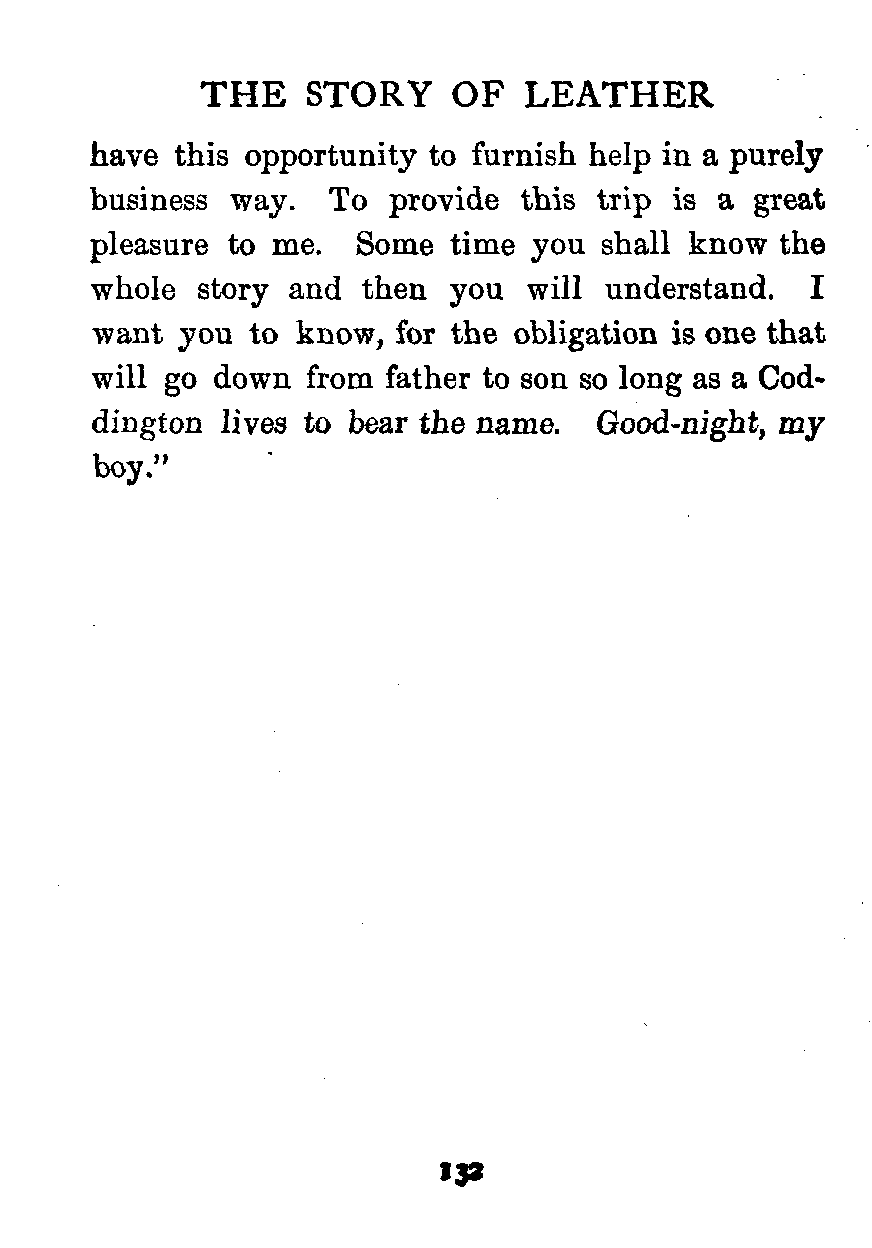 THE STORY OF LEATHER
have this opportunity to furnish help in a purely
business way. To provide this trip is a great
pleasure to me. Some time you shall know the
whole story and then you will understand. I
want you to know, for the obligation is one that
will go down from father to son so long as a Cod-
dington lives to bear the name. Good-night, my
boy."
132